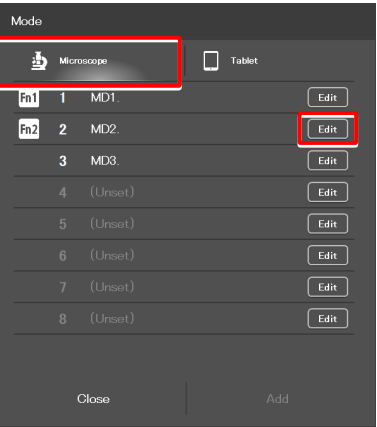 Mode
Microscope Tablet
Fn1 1 MD1. Edit
Fn2 2 MD2. Edit
3 MD3. Edit
4 (Unset) Edit
5 (Unset) Edit
6 (Unset) Edit
7 (Unset) Edit
8 (Unset) Edit
Close Add